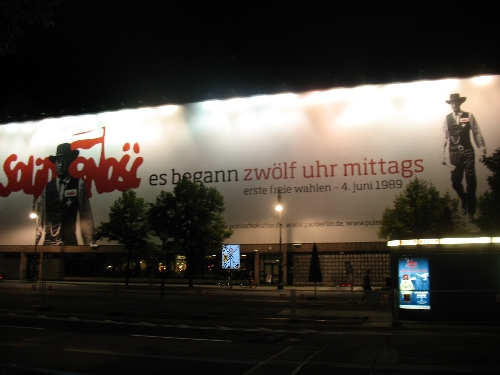 Solidarność
es begann zwölf uhr mittags
erste freie wahlen - 4. juni 1989